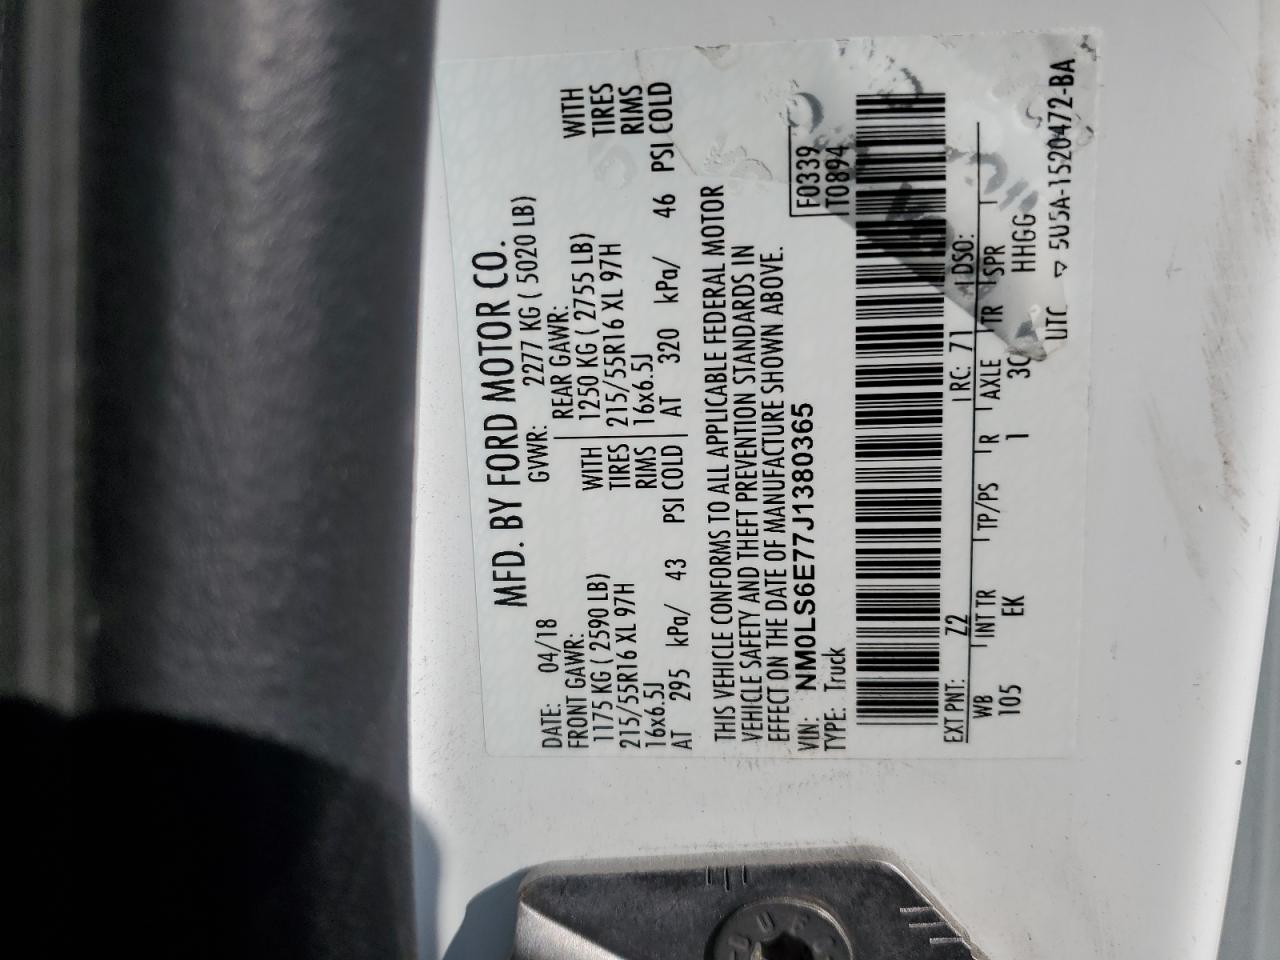 MFD. BY FORD MOTOR CO.
DATE: 04/18 GVWR: 2277 KG ( 5020 LB)
FRONT GAWR: REAR GAWR:
1175 KG ( 2590 LB) WITH 1250 KG ( 2755 LB) WITH
215/55R16 XL 97H TIRES 215/55R16 XL 97H TIRES
16x6.5J RIMS 16x6.5J RIMS
AT 295 kPa/ 43 PSI COLD AT 320 kPa/ 46 PSI COLD
THIS VEHICLE CONFORMS TO ALL APPLICABLE FEDERAL MOTOR
VEHICLE SAFETY AND THEFT PREVENTION STANDARDS IN
EFFECT ON THE DATE OF MANUFACTURE SHOWN ABOVE.
VIN: NM0LS6E77J1380365 F0339
TYPE: Truck T0894
EXT PNT: Z2 RC: 71 DSO:
WB INT TR TP/PS R AXLE TR SPR
105 EK 1 HHGG
UTC ▽ 5U5A-1520472-BA